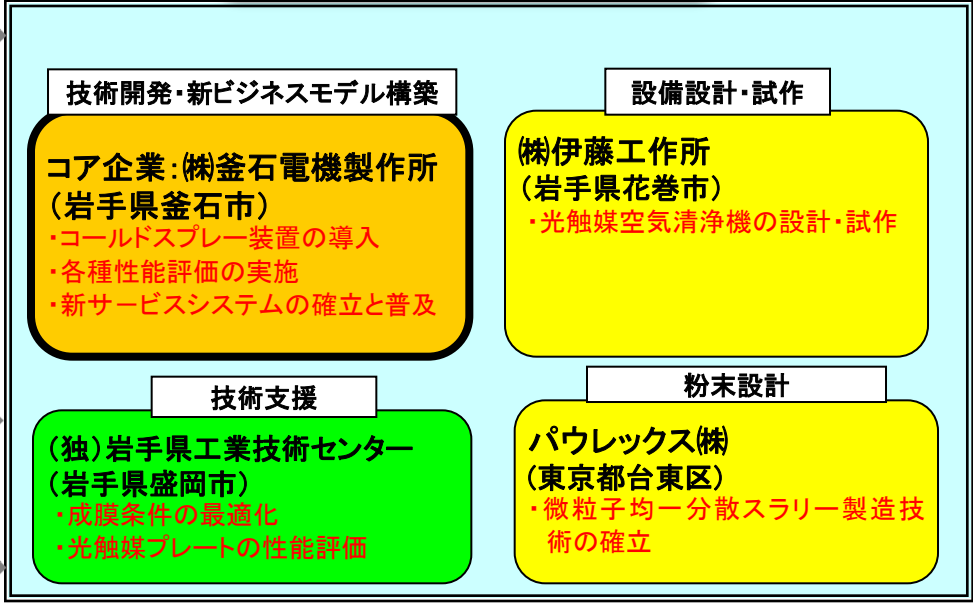 技術開発・新ビジネスモデル構築
コア企業：㈱釜石電機製作所
（岩手県釜石市）
・コールドスプレー装置の導入
・各種性能評価の実施
・新サービスシステムの確立と普及
設備設計・試作
㈱伊藤工作所
（岩手県花巻市）
・光触媒空気清浄機の設計・試作
技術支援
（独）岩手県工業技術センター
（岩手県盛岡市）
・成膜条件の最適化
・光触媒プレートの性能評価
粉末設計
パウレックス㈱
（東京都台東区）
・微粒子均一分散スラリー製造技
術の確立